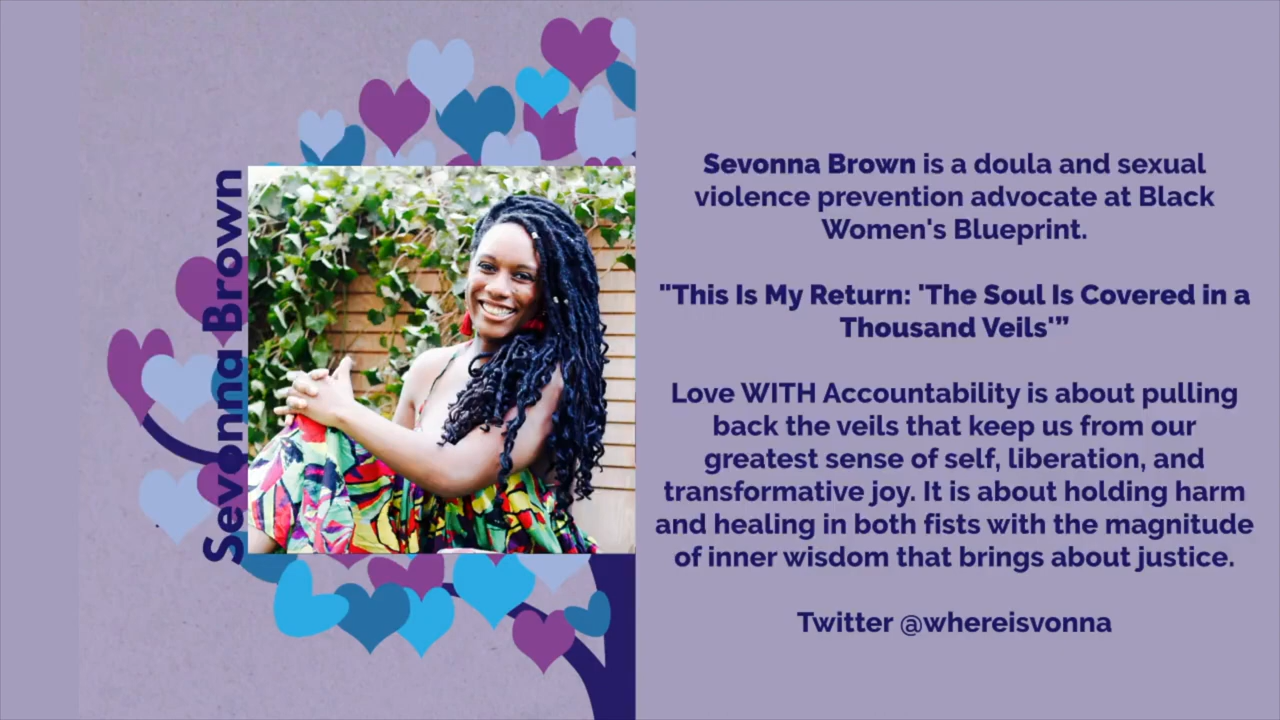 Sevonna Brown
Sevonna Brown is a doula and sexual
violence prevention advocate at Black
Women's Blueprint.
"This Is My Return: 'The Soul Is Covered in a
Thousand Veils'”
Love WITH Accountability is about pulling
back the veils that keep us from our
greatest sense of self, liberation, and
transformative joy. It is about holding harm
and healing in both fists with the magnitude
of inner wisdom that brings about justice.
Twitter @whereisvonna